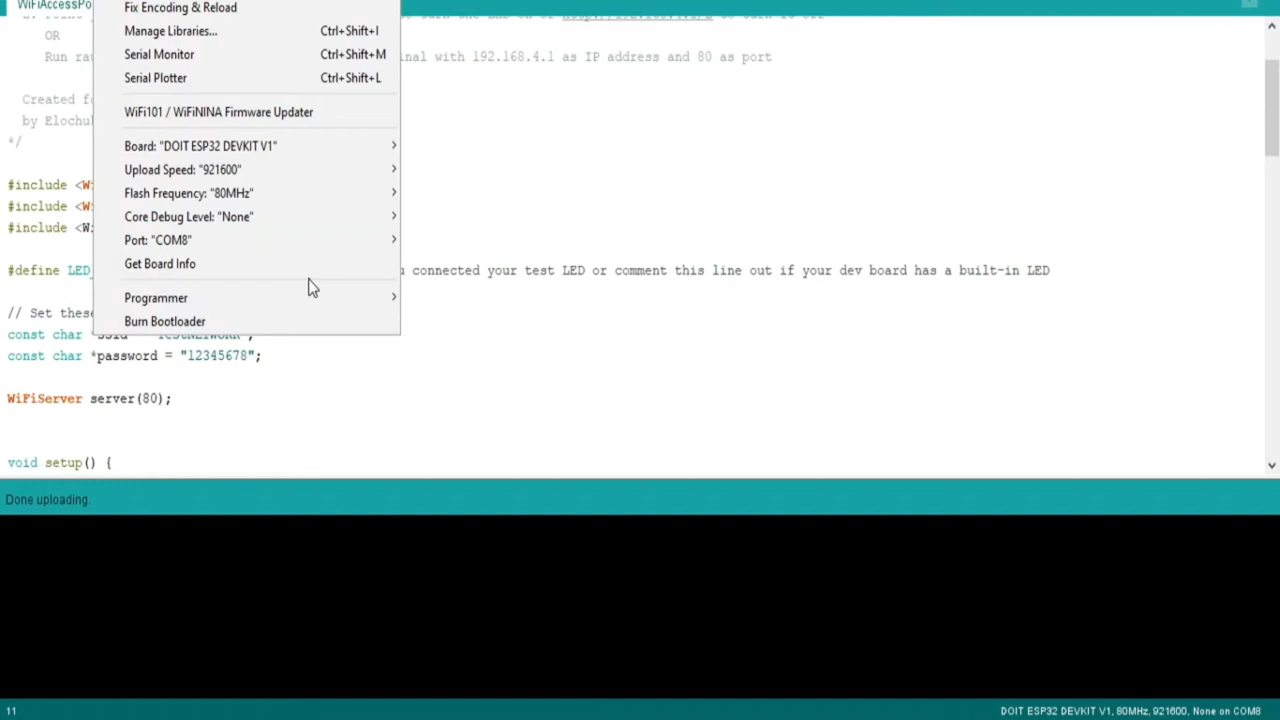 WiFiAccessPo
Fix Encoding & Reload
Manage Libraries... Ctrl+Shift+I
OR
Serial Monitor Ctrl+Shift+M
Run ra nal with 192.168.4.1 as IP address and 80 as port
Serial Plotter Ctrl+Shift+L
Created f
WiFi101 / WiFiNINA Firmware Updater
by Elochu
*/
Board: "DOIT ESP32 DEVKIT V1"
Upload Speed: "921600"
#include <Wi
Flash Frequency: "80MHz"
#include <W
Core Debug Level: "None"
#include <W
Port: "COM8"
Get Board Info
#define LED_ u connected your test LED or comment this line out if your dev board has a built-in LED
Programmer
// Set these
Burn Bootloader
const char
const char *password = "12345678";
WiFiServer server(80);
void setup() {
Done uploading.
11 DOIT ESP32 DEVKIT V1, 80MHz, 921600, None on COM8